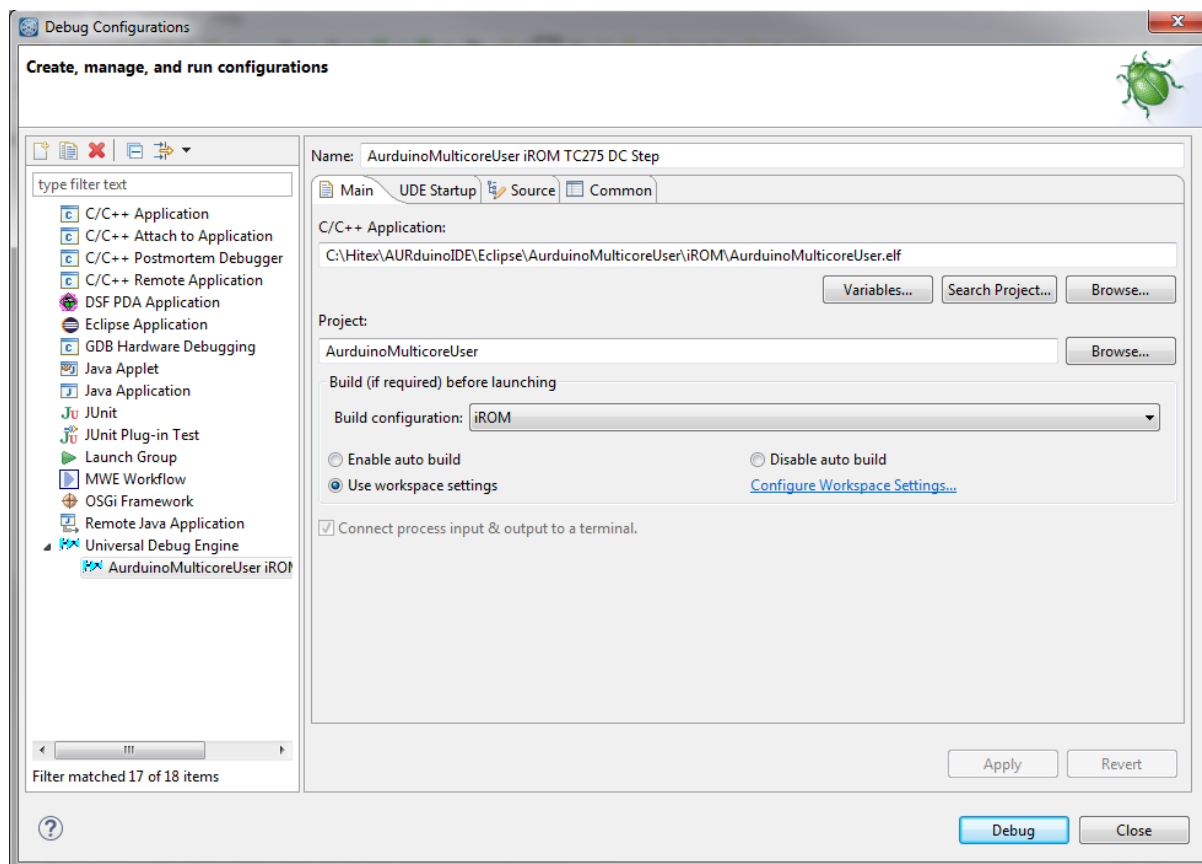 Debug Configurations
Create, manage, and run configurations
type filter text
C/C++ Application
C/C++ Attach to Application
C/C++ Postmortem Debugger
C/C++ Remote Application
DSF PDA Application
Eclipse Application
GDB Hardware Debugging
Java Applet
Java Application
JUnit
JUnit Plug-in Test
Launch Group
MWE Workflow
OSGi Framework
Remote Java Application
Universal Debug Engine
AurduinoMulticoreUser iROM
Filter matched 17 of 18 items
Name: AurduinoMulticoreUser iROM TC275 DC Step
Main UDE Startup Source Common
C/C++ Application:
C:\Hitex\AURduinoIDE\Eclipse\AurduinoMulticoreUser\iROM\AurduinoMulticoreUser.elf
Variables... Search Project... Browse...
Project:
AurduinoMulticoreUser Browse...
Build (if required) before launching
Build configuration: iROM
Enable auto build Disable auto build
Use workspace settings Configure Workspace Settings...
Connect process input & output to a terminal.
Apply Revert
Debug Close